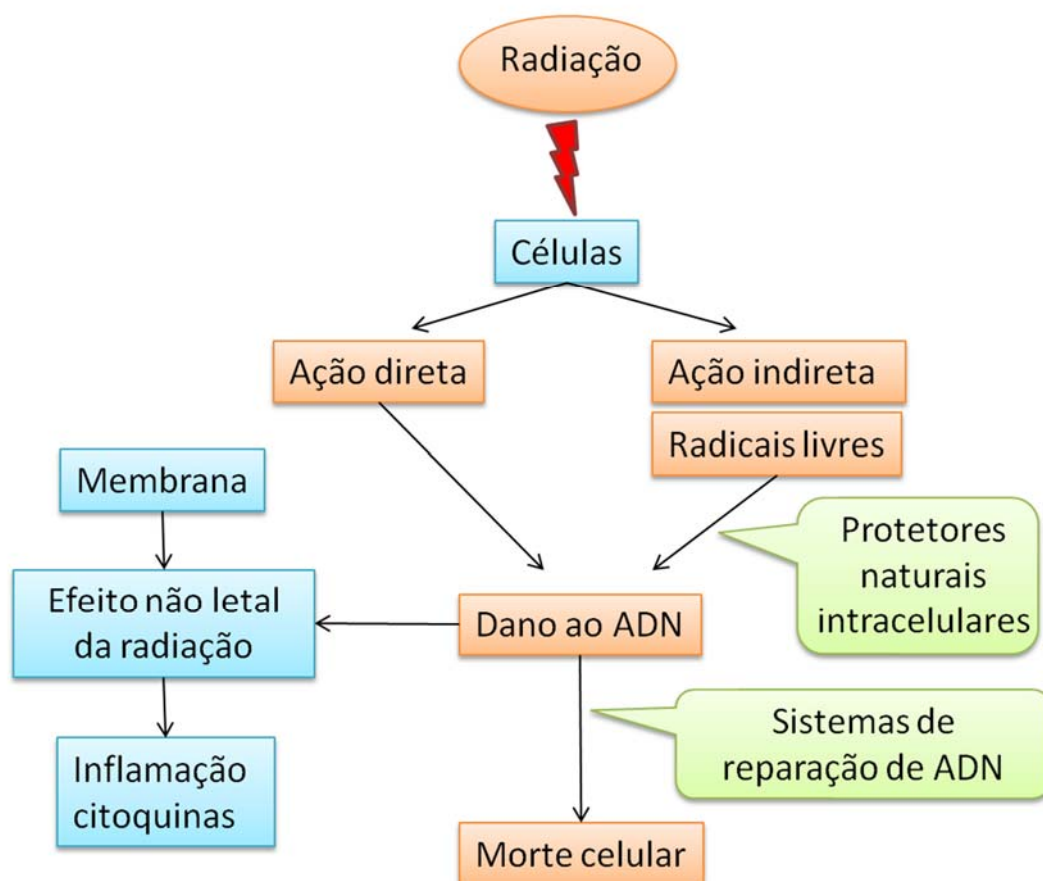 Radiação
Células
Ação direta
Ação indireta
Radicais livres
Membrana
Protetores
naturais
intracelulares
Efeito não letal
da radiação
Dano ao ADN
Sistemas de
reparação de ADN
Inflamação
citoquinas
Morte celular